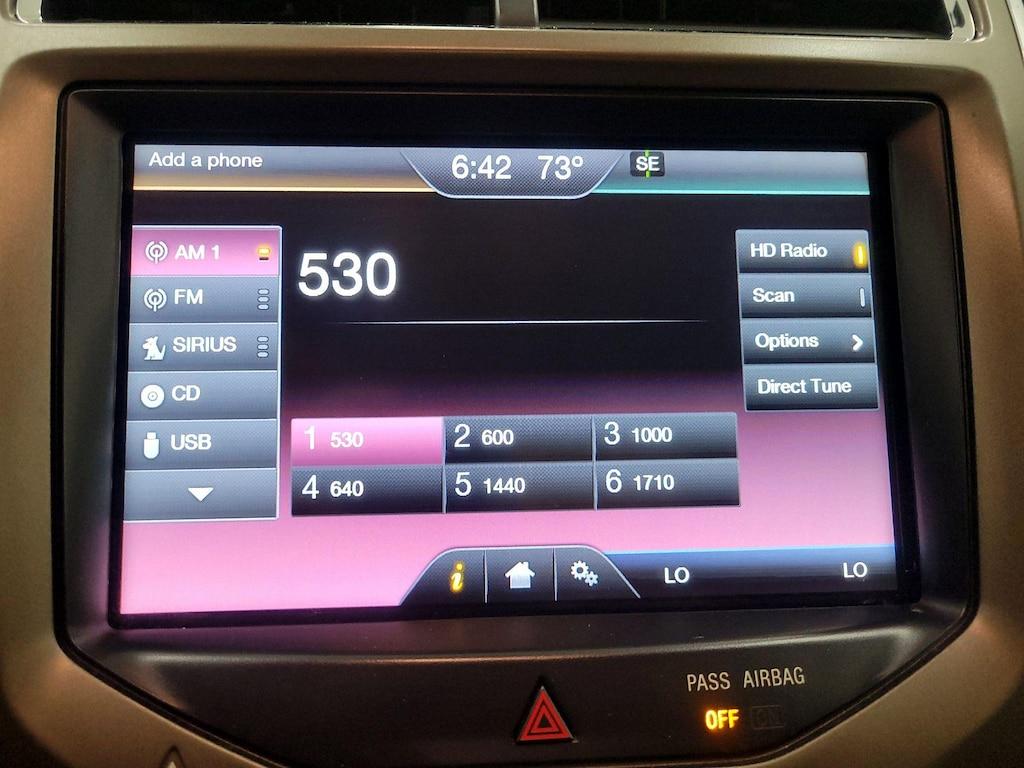 Add a phone
6:42 73° SE
AM 1
FM
SIRIUS
CD
USB
530
HD Radio
Scan
Options
Direct Tune
1 530 2 600 3 1000
4 640 5 1440 6 1710
i
LO LO
PASS AIRBAG
OFF ON